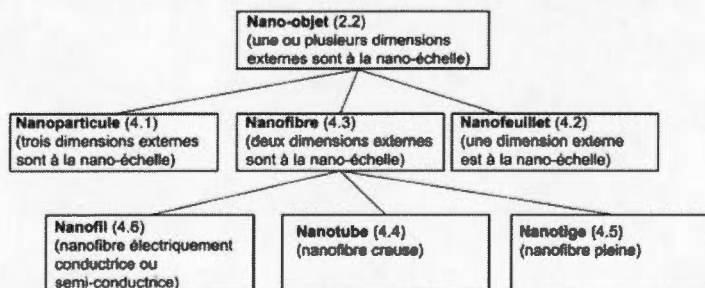 Nano-objet (2.2)
(une ou plusieurs dimensions
externes sont à la nano-échelle)
Nanoparticule (4.1)
(trois dimensions externes
sont à la nano-échelle)
Nanofibre (4.3)
(deux dimensions externes
sont à la nano-échelle)
Nanofeuillet (4.2)
(une dimension externe
est à la nano-échelle)
Nanofil (4.6)
(nanofibre électriquement
conductrice ou
semi-conductrice)
Nanotube (4.4)
(nanofibre creuse)
Nanotige (4.5)
(nanofibre pleine)